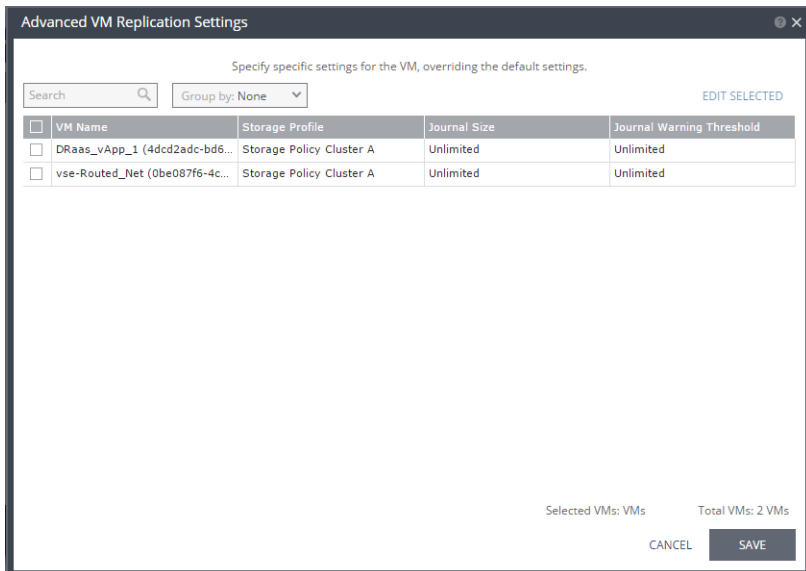 Advanced VM Replication Settings
Specify specific settings for the VM, overriding the default settings.
Search
Group by: None
EDIT SELECTED
VM Name Storage Profile Journal Size Journal Warning Threshold
DRaas_vApp_1 (4dcd2adc-bd6... Storage Policy Cluster A Unlimited Unlimited
vse-Routed_Net (0be087f6-4c... Storage Policy Cluster A Unlimited Unlimited
Selected VMs: VMs Total VMs: 2 VMs
CANCEL SAVE